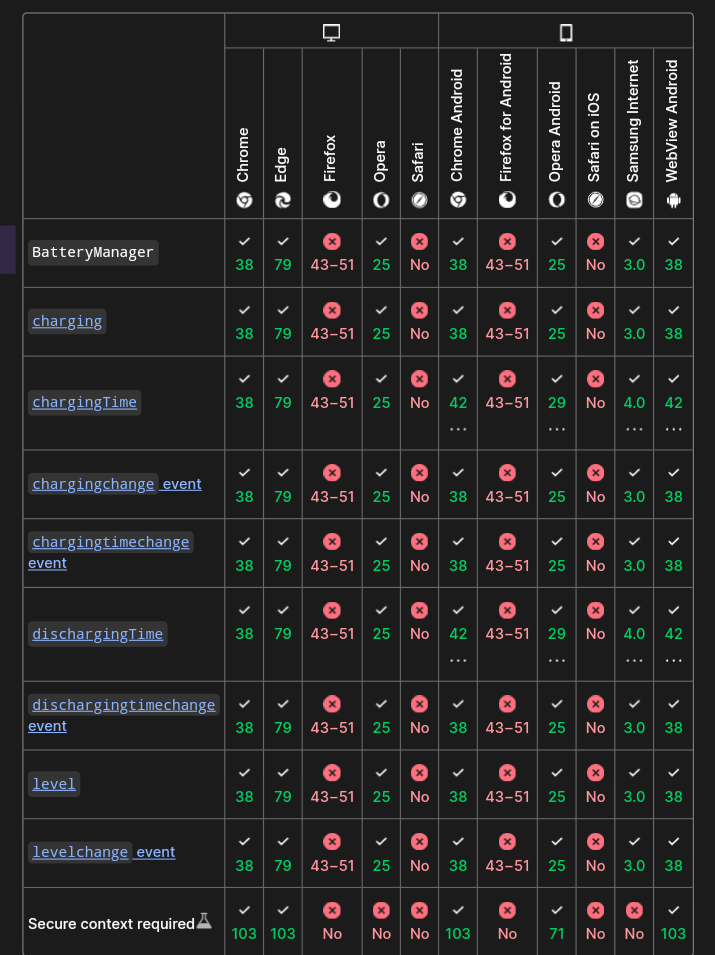 Chrome
Edge
Firefox
Opera
Safari
Chrome Android
Firefox for Android
Opera Android
Safari on iOS
Samsung Internet
WebView Android
BatteryManager
38 79 43–51 25 No 38 43–51 25 No 3.0 38
charging
38 79 43–51 25 No 38 43–51 25 No 3.0 38
chargingTime
38 79 43–51 25 No 42 43–51 29 No 4.0 42
... ... ... ...
chargingchange event
38 79 43–51 25 No 38 43–51 25 No 3.0 38
chargingtimechange
event
38 79 43–51 25 No 38 43–51 25 No 3.0 38
dischargingTime
38 79 43–51 25 No 42 43–51 29 No 4.0 42
... ... ... ...
dischargingtimechange
event
38 79 43–51 25 No 38 43–51 25 No 3.0 38
level
38 79 43–51 25 No 38 43–51 25 No 3.0 38
levelchange event
38 79 43–51 25 No 38 43–51 25 No 3.0 38
Secure context required
103 103 No No No 103 No 71 No No 103